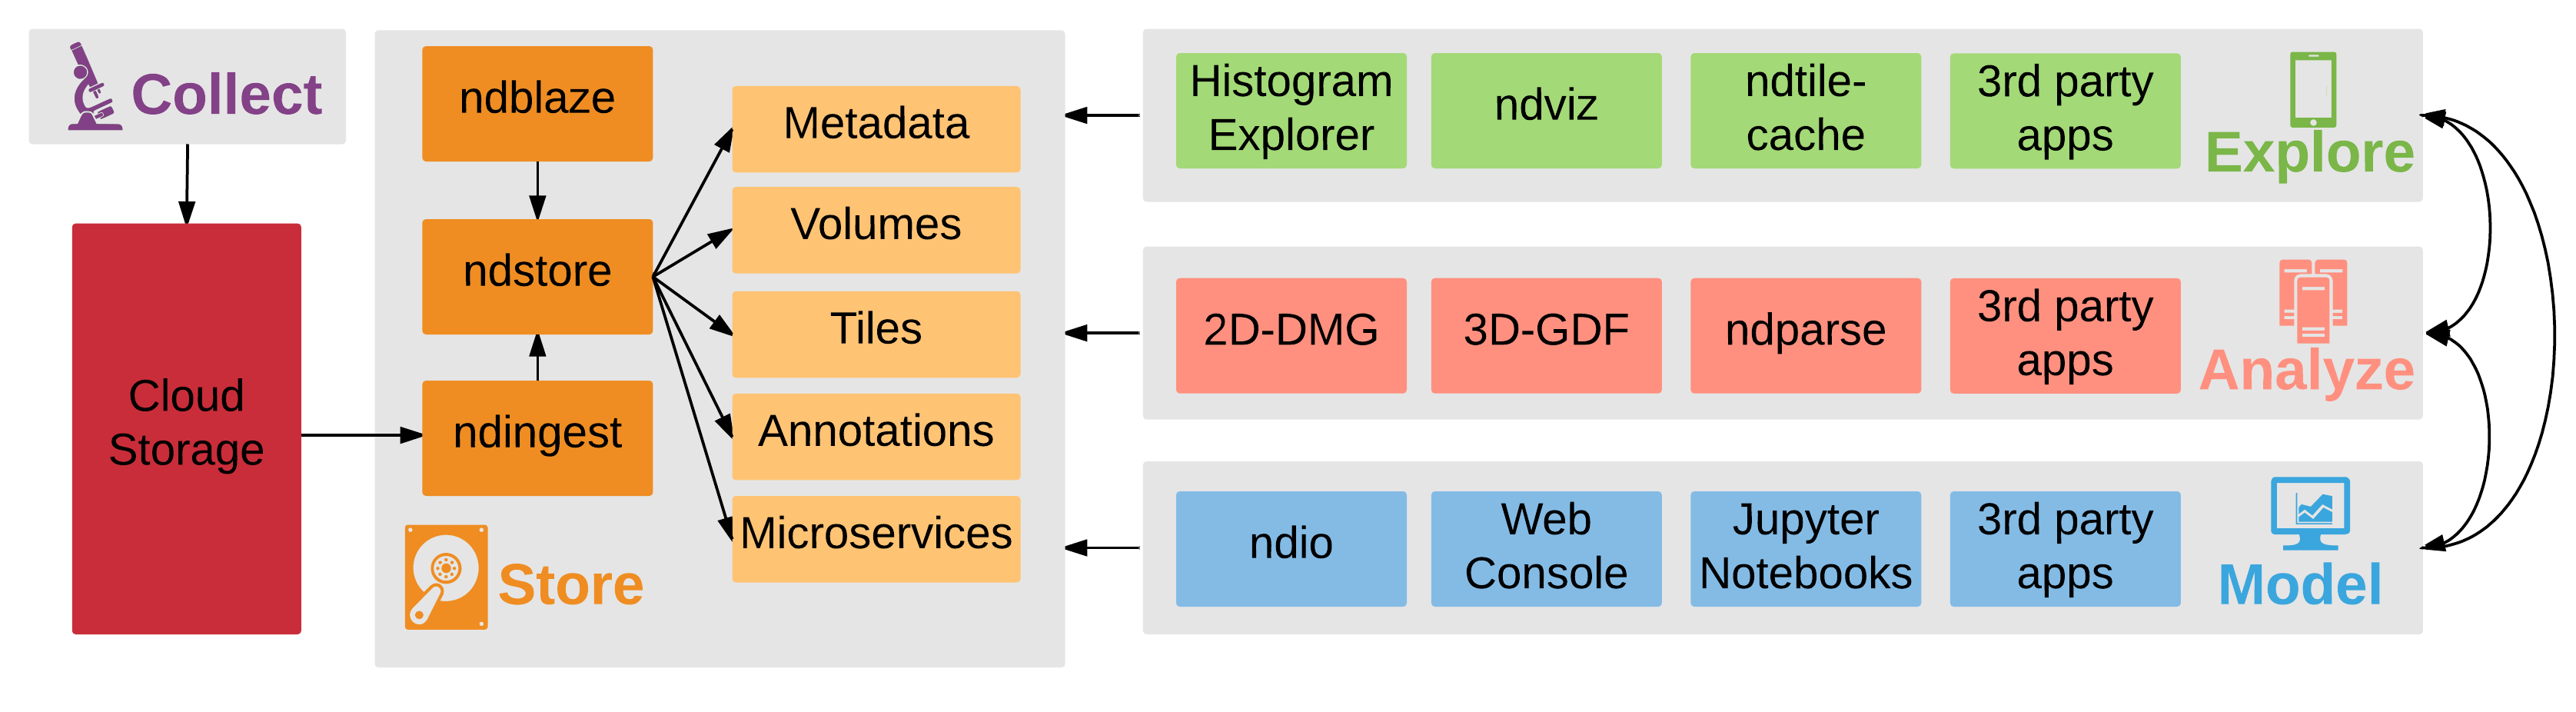 Collect
Cloud
Storage
ndblaze
ndstore
ndingest
Store
Metadata
Volumes
Tiles
Annotations
Microservices
Histogram
Explorer
ndviz
ndtile-
cache
3rd party
apps
Explore
2D-DMG
3D-GDF
ndparse
3rd party
apps
Analyze
ndio
Web
Console
Jupyter
Notebooks
3rd party
apps
Model